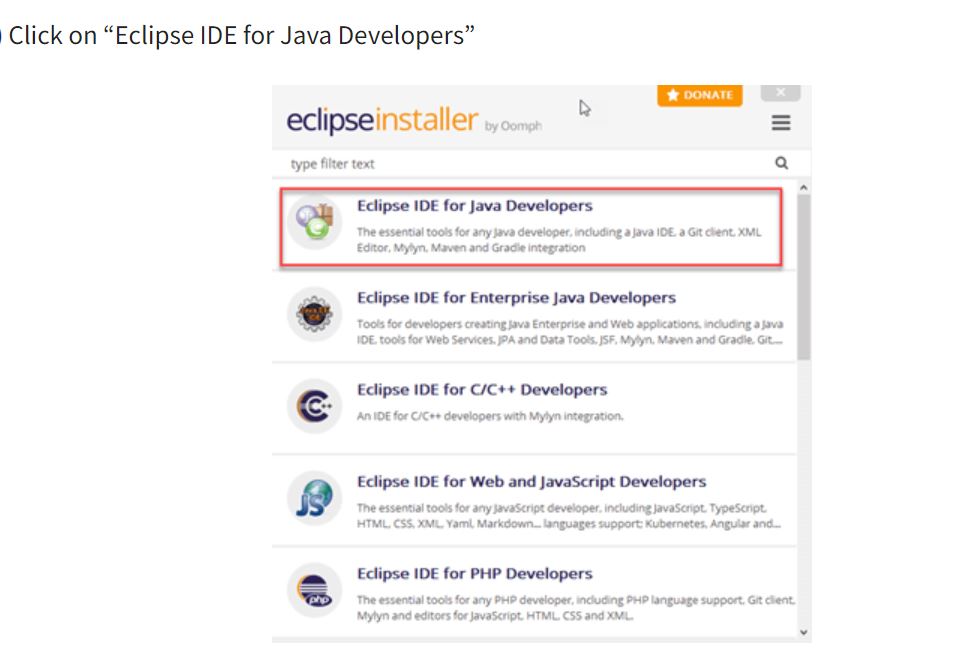 ) Click on “Eclipse IDE for Java Developers”
DONATE
eclipseinstaller by Oomph
type filter text
Eclipse IDE for Java Developers
The essential tools for any Java developer, including a Java IDE, a Git client, XML
Editor, Mylyn, Maven and Gradle integration
Eclipse IDE for Enterprise Java Developers
Tools for developers creating Java Enterprise and Web applications, including a Java
IDE, tools for Web Services, JPA and Data Tools, JSF, Mylyn, Maven and Gradle, Git....
Eclipse IDE for C/C++ Developers
An IDE for C/C++ developers with Mylyn integration.
Eclipse IDE for Web and JavaScript Developers
The essential tools for any JavaScript developer, including JavaScript, TypeScript,
HTML, CSS, XML, Yaml, Markdown... languages support; Kubernetes, Angular and...
JS
Eclipse IDE for PHP Developers
The essential tools for any PHP developer, including PHP language support, Git client,
Mylyn and editors for JavaScript, HTML, CSS and XML.
php